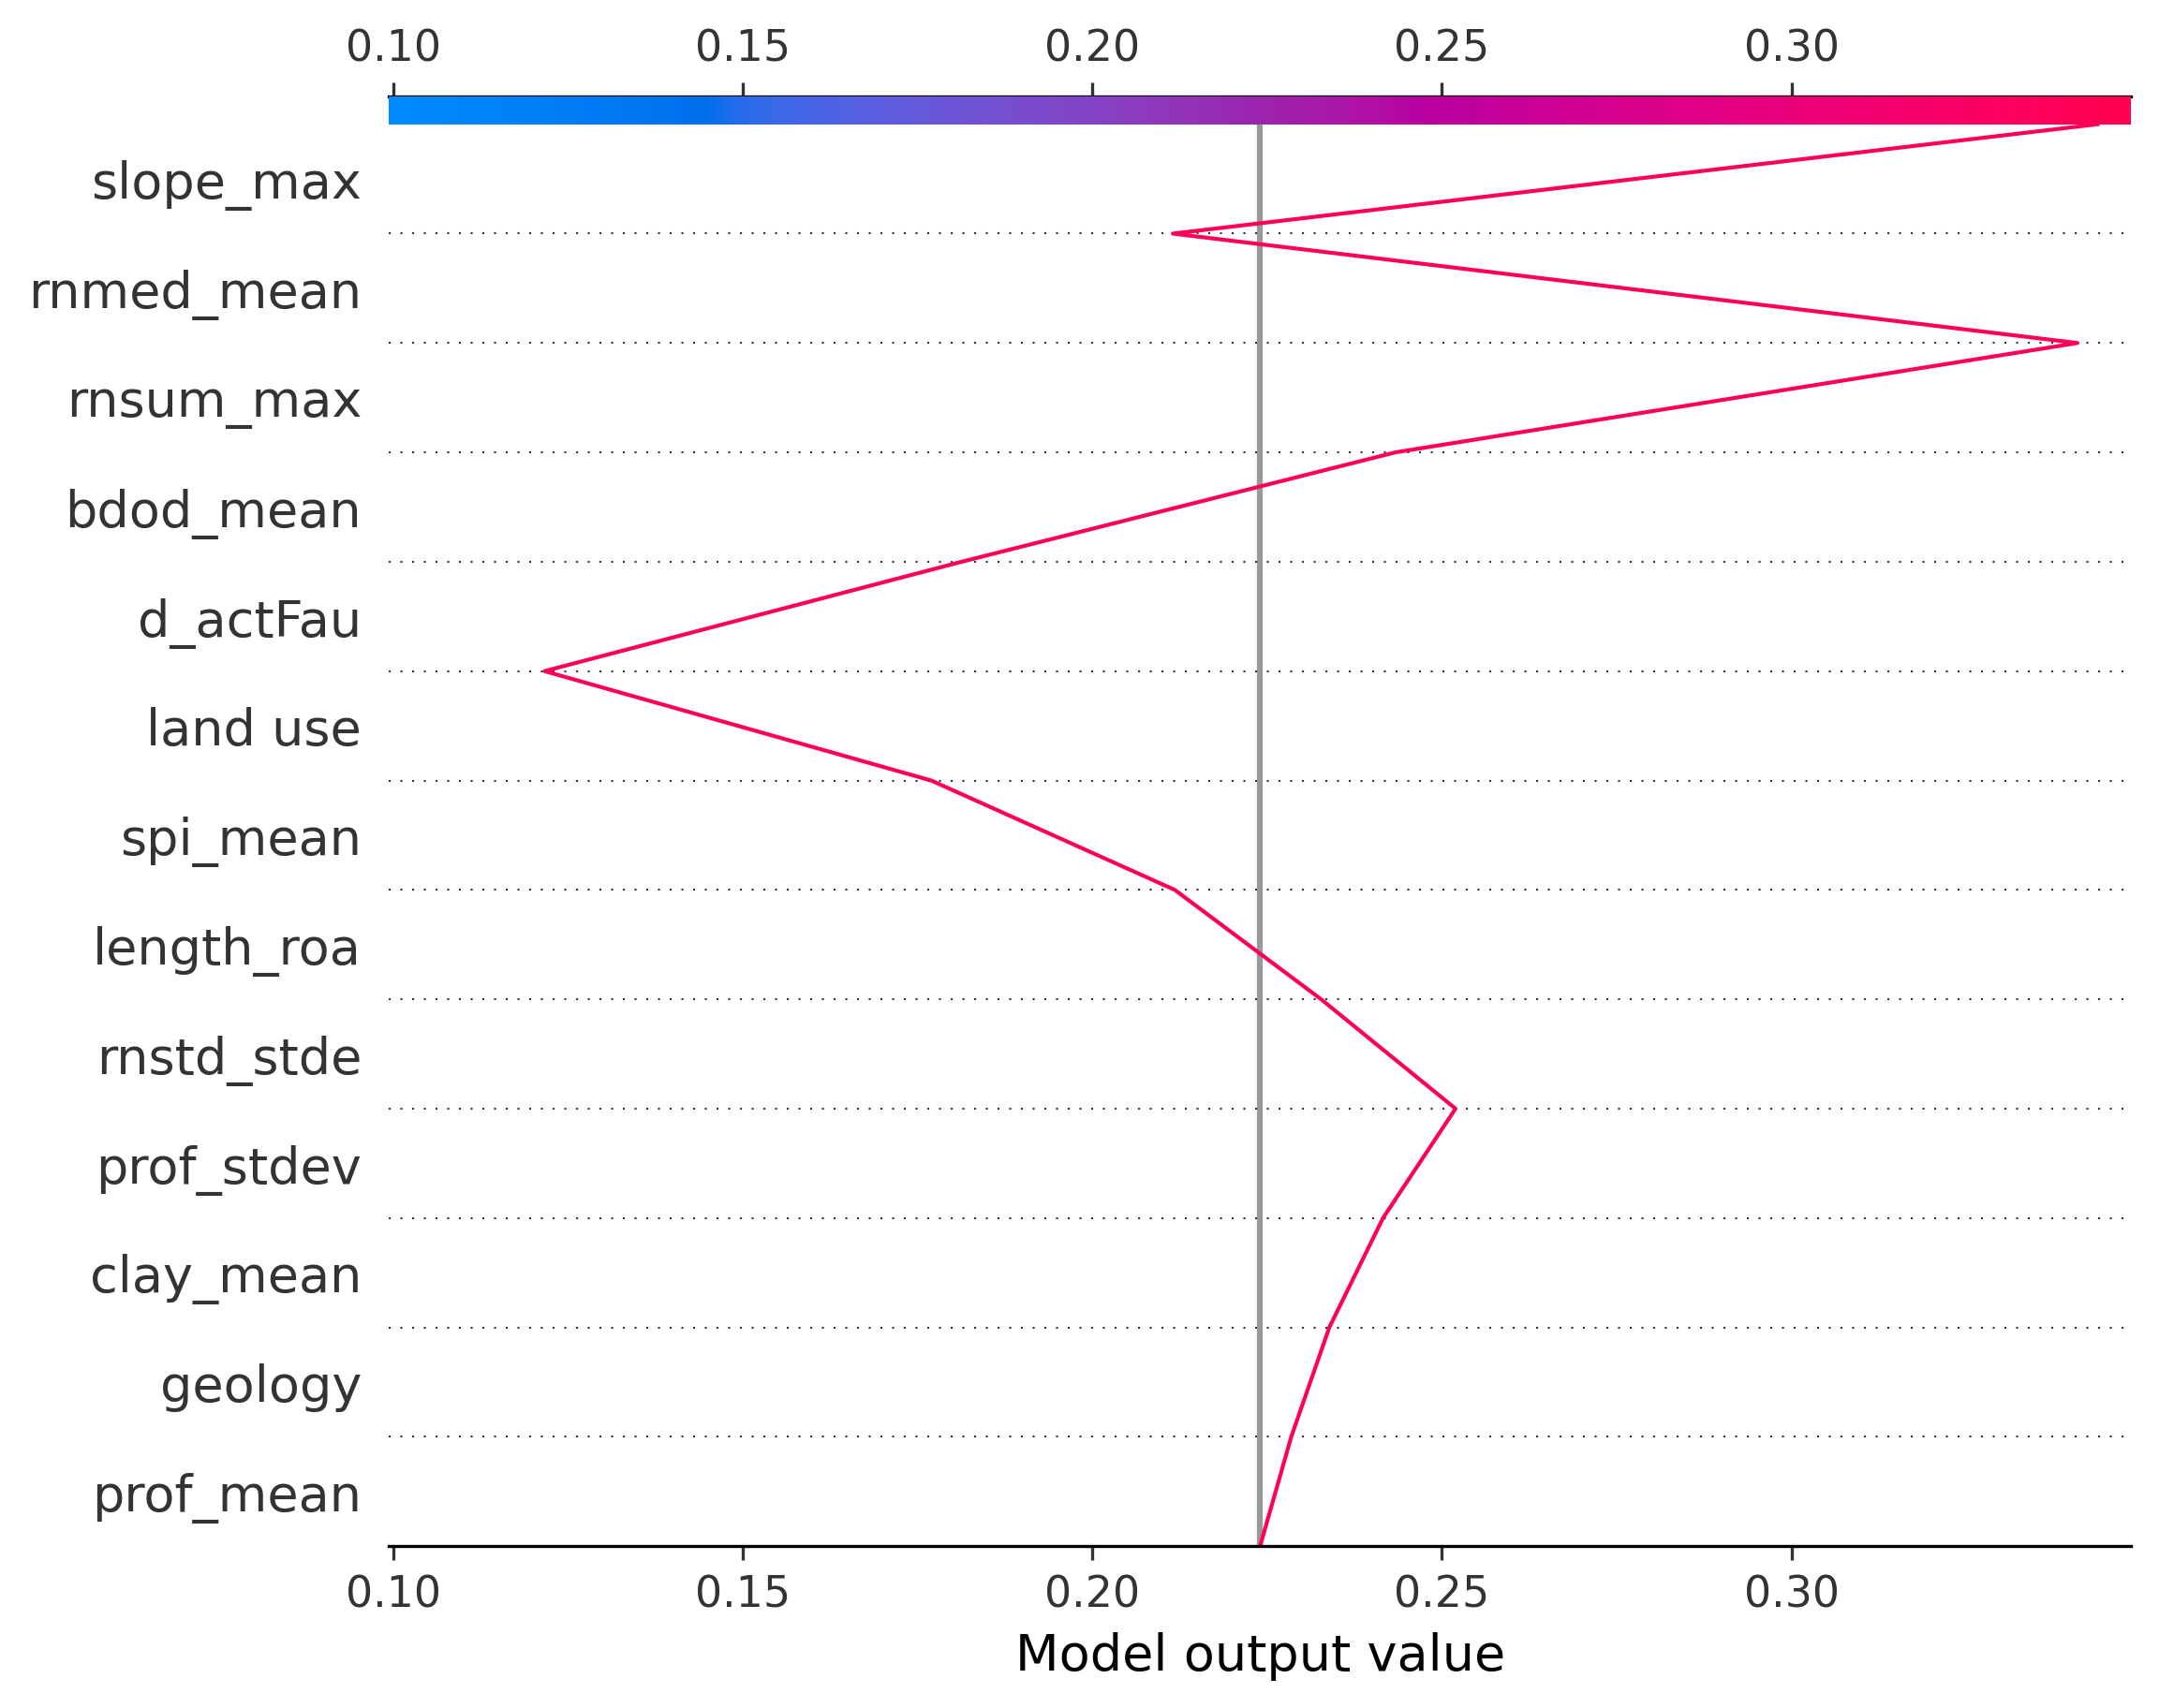 0.10 0.15 0.20 0.25 0.30
slope_max
rnmed_mean
rnsum_max
bdod_mean
d_actFau
land use
spi_mean
length_roa
rnstd_stde
prof_stdev
clay_mean
geology
prof_mean
0.10 0.15 0.20 0.25 0.30
Model output value